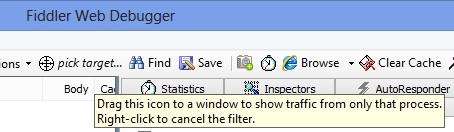 Fiddler Web Debugger
ons pick target... Find Save Browse Clear Cache
Body Ca Statistics Inspectors AutoResponder
Drag this icon to a window to show traffic from only that process.
Right-click to cancel the filter.